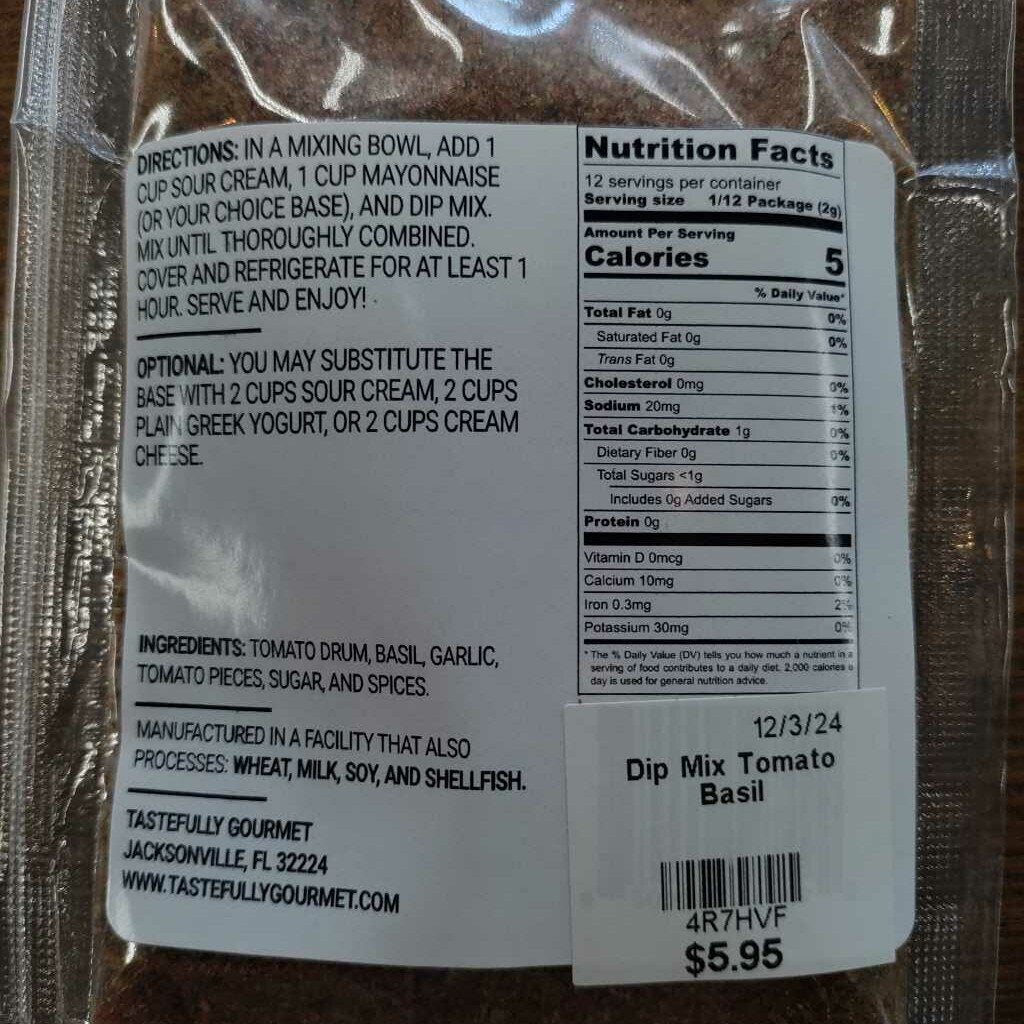 DIRECTIONS: IN A MIXING BOWL, ADD 1
CUP SOUR CREAM, 1 CUP MAYONNAISE
(OR YOUR CHOICE BASE), AND DIP MIX.
MIX UNTIL THOROUGHLY COMBINED.
COVER AND REFRIGERATE FOR AT LEAST 1
HOUR. SERVE AND ENJOY!
OPTIONAL: YOU MAY SUBSTITUTE THE
BASE WITH 2 CUPS SOUR CREAM, 2 CUPS
PLAIN GREEK YOGURT, OR 2 CUPS CREAM
CHEESE.
INGREDIENTS: TOMATO DRUM, BASIL, GARLIC,
TOMATO PIECES, SUGAR, AND SPICES.
MANUFACTURED IN A FACILITY THAT ALSO
PROCESSES: WHEAT, MILK, SOY, AND SHELLFISH.
TASTEFULLY GOURMET
JACKSONVILLE, FL 32224
WWW.TASTEFULLYGOURMET.COM
Nutrition Facts
12 servings per container
Serving size 1/12 Package (2g)
Amount Per Serving
Calories 5
% Daily Value*
Total Fat 0g 0%
Saturated Fat 0g 0%
Trans Fat 0g
Cholesterol 0mg 0%
Sodium 20mg 1%
Total Carbohydrate 1g 0%
Dietary Fiber 0g 0%
Total Sugars <1g
Includes 0g Added Sugars 0%
Protein 0g
Vitamin D 0mcg 0%
Calcium 10mg 0%
Iron 0.3mg 2%
Potassium 30mg 0%
* The % Daily Value (DV) tells you how much a nutrient in a
serving of food contributes to a daily diet. 2,000 calories a
day is used for general nutrition advice.
12/3/24
Dip Mix Tomato
Basil
4R7HVF
$5.95